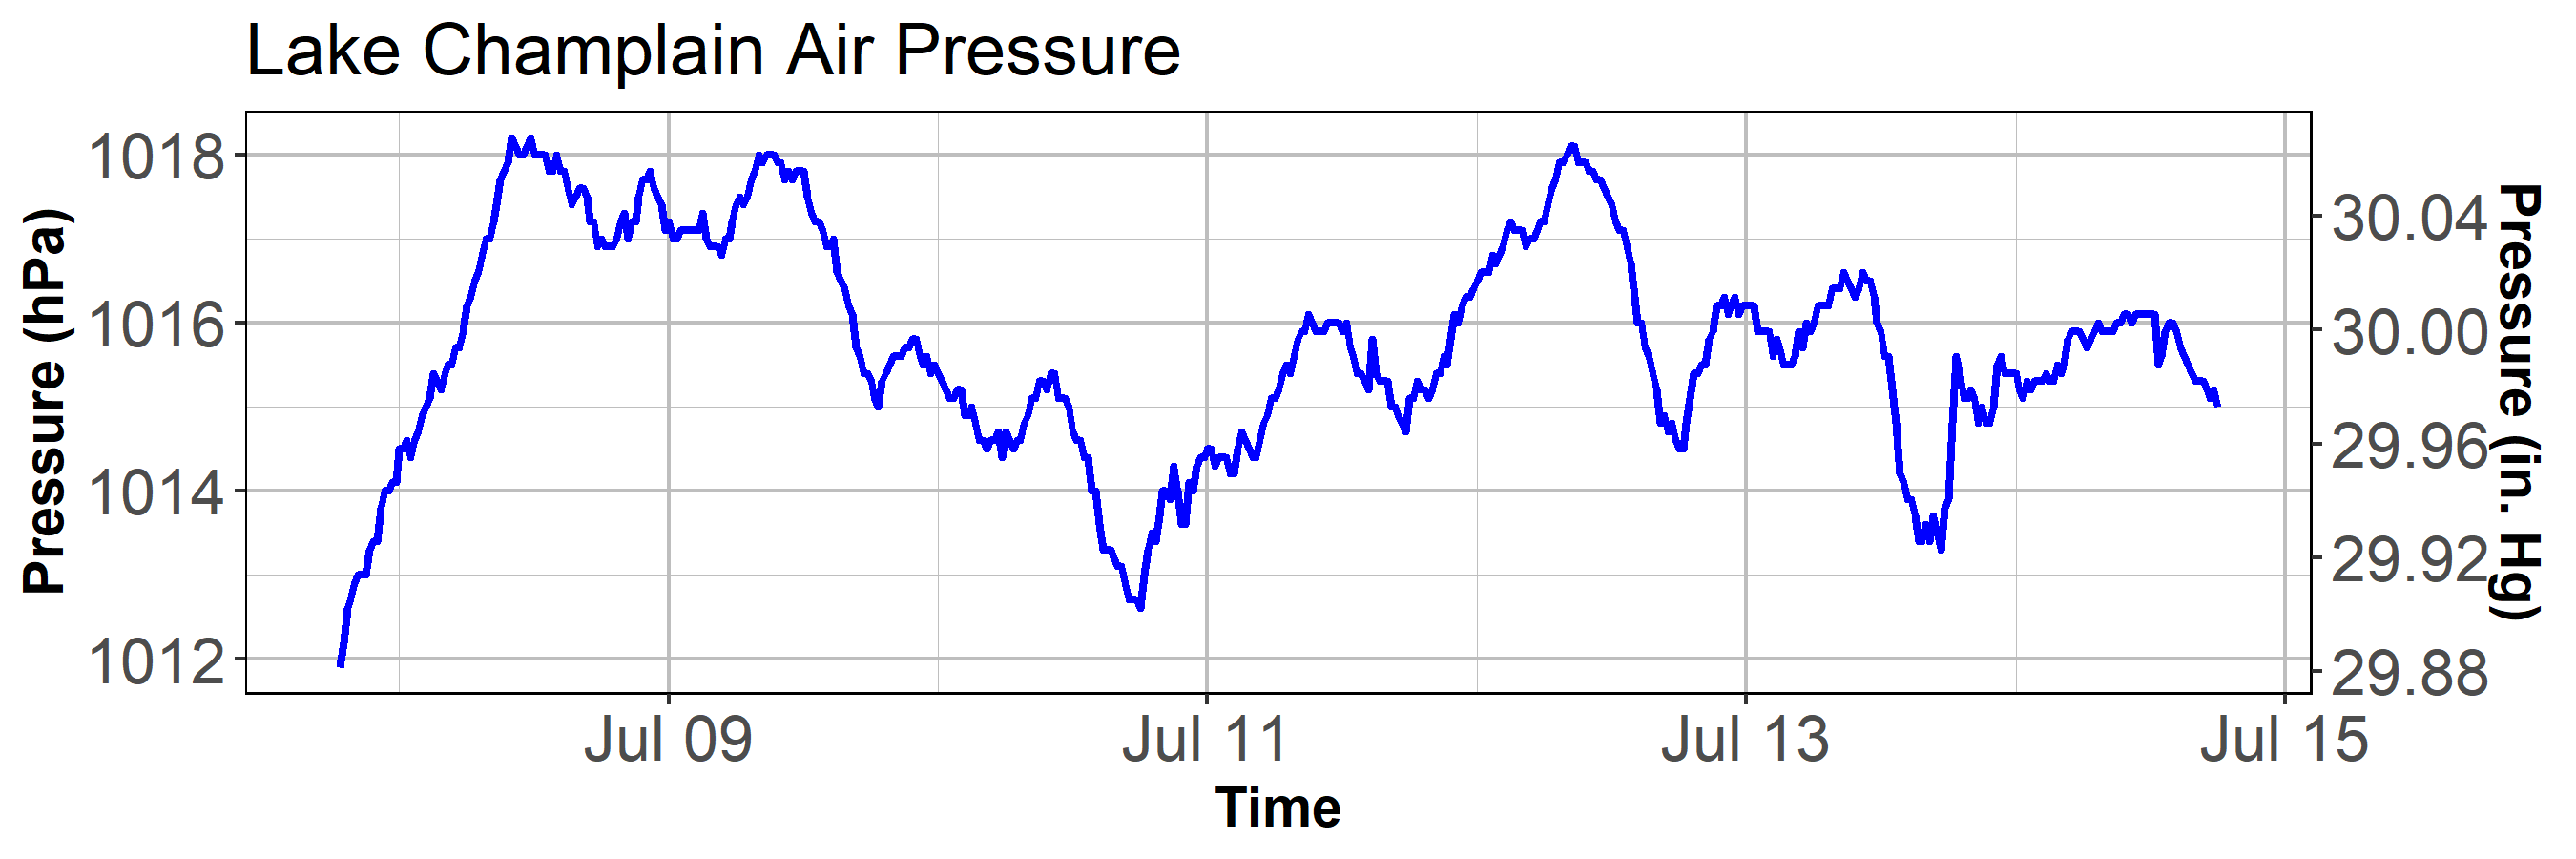 Lake Champlain Air Pressure
Pressure (hPa)
1018
1016
1014
1012
30.04
30.00
29.96
29.92
29.88
Pressure (in. Hg)
Jul 09 Jul 11 Jul 13 Jul 15
Time